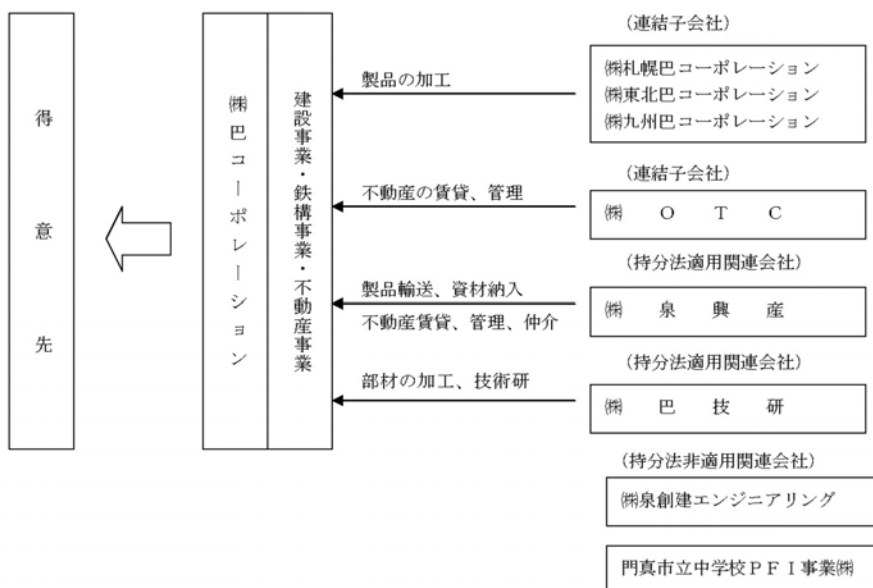 得意先
㈱巴コーポレーション
建設事業・鉄構事業・不動産事業
(連結子会社)
製品の加工
㈱札幌巴コーポレーション
㈱東北巴コーポレーション
㈱九州巴コーポレーション
(連結子会社)
不動産の賃貸、管理
㈱ O T C
(持分法適用関連会社)
製品輸送、資材納入
不動産賃貸、管理、仲介
㈱ 泉 興 産
(持分法適用関連会社)
部材の加工、技術研
㈱ 巴 技 研
(持分法非適用関連会社)
㈱泉創建エンジニアリング
門真市立中学校PFI事業㈱